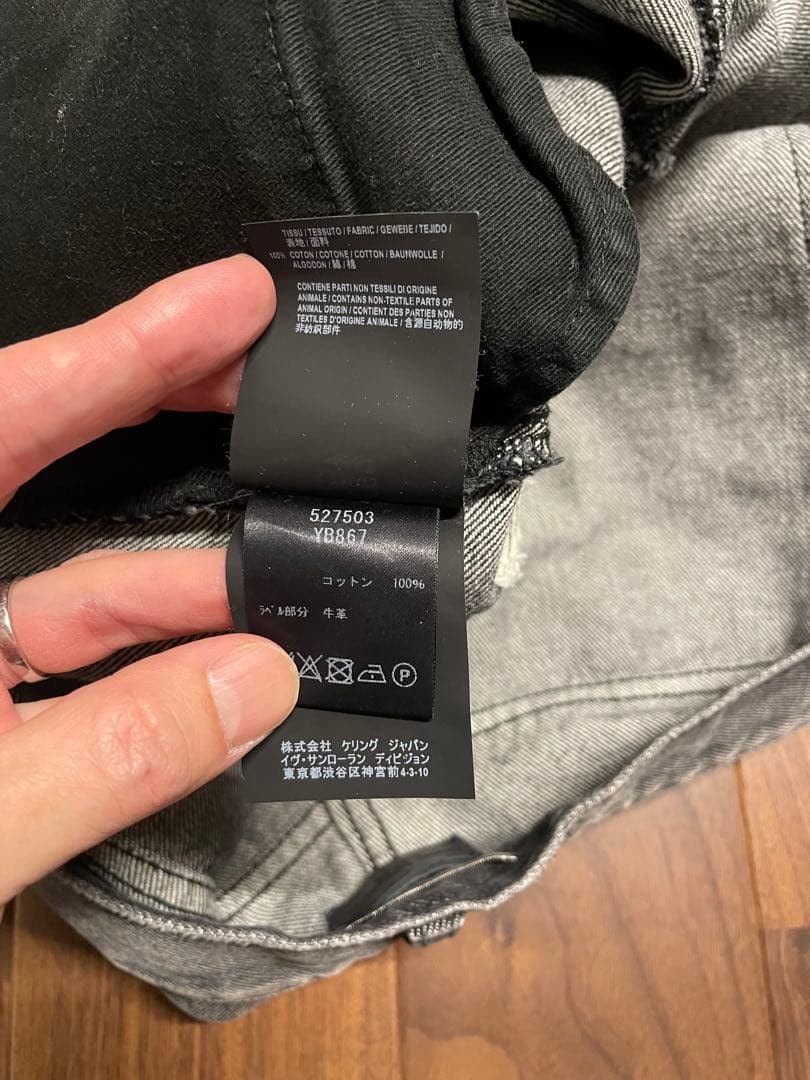 TISSU / TESSUTO / FABRIC / GEWEBE / TEJIDO /
表地 / 面料
100% COTON / COTONE / COTTON / BAUMWOLLE /
ALGODON / 綿 / 棉
CONTIENE PARTI NON TESSILI DI ORIGINE
ANIMALE / CONTAINS NON-TEXTILE PARTS OF
ANIMAL ORIGIN / CONTIENT DES PARTIES NON
TEXTILES D'ORIGINE ANIMALE / 含源自动物的
非纺织部件
527503
YB867
コットン 100%
ラベル部分 牛革
P
株式会社 ケリング ジャパン
イヴ・サンローラン ディビジョン
東京都渋谷区神宮前4-3-10